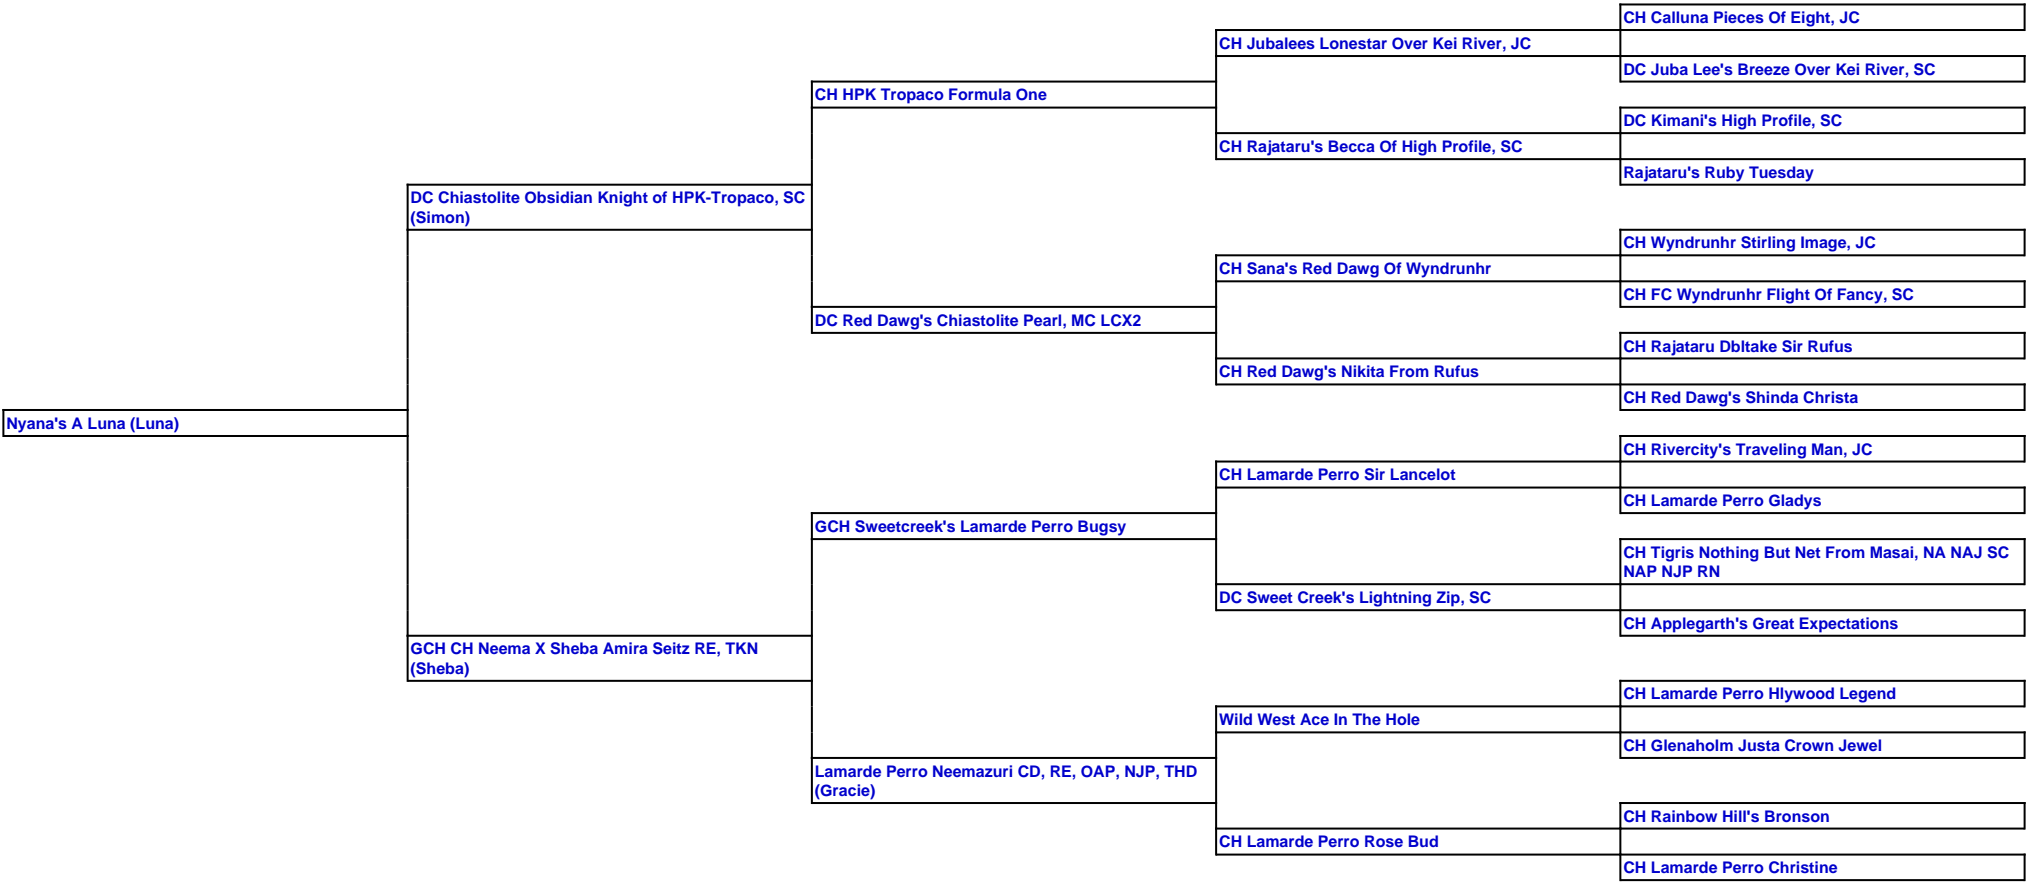 CH Calluna Pieces Of Eight, JC
CH Jubalees Lonestar Over Kei River, JC
DC Juba Lee's Breeze Over Kei River, SC
CH HPK Tropaco Formula One
DC Kimani's High Profile, SC
CH Rajataru's Becca Of High Profile, SC
Rajataru's Ruby Tuesday
DC Chiastolite Obsidian Knight of HPK-Tropaco, SC
(Simon)
CH Wyndrunhr Stirling Image, JC
CH Sana's Red Dawg Of Wyndrunhr
CH FC Wyndrunhr Flight Of Fancy, SC
DC Red Dawg's Chiastolite Pearl, MC LCX2
CH Rajataru Dbltake Sir Rufus
CH Red Dawg's Nikita From Rufus
CH Red Dawg's Shinda Christa
Nyana's A Luna (Luna)
CH Rivercity's Traveling Man, JC
CH Lamarde Perro Sir Lancelot
CH Lamarde Perro Gladys
GCH Sweetcreek's Lamarde Perro Bugsy
CH Tigris Nothing But Net From Masai, NA NAJ SC
NAP NJP RN
DC Sweet Creek's Lightning Zip, SC
CH Applegarth's Great Expectations
GCH CH Neema X Sheba Amira Seitz RE, TKN
(Sheba)
CH Lamarde Perro Hlywood Legend
Wild West Ace In The Hole
CH Glenaholm Justa Crown Jewel
Lamarde Perro Neemazuri CD, RE, OAP, NJP, THD
(Gracie)
CH Rainbow Hill's Bronson
CH Lamarde Perro Rose Bud
CH Lamarde Perro Christine